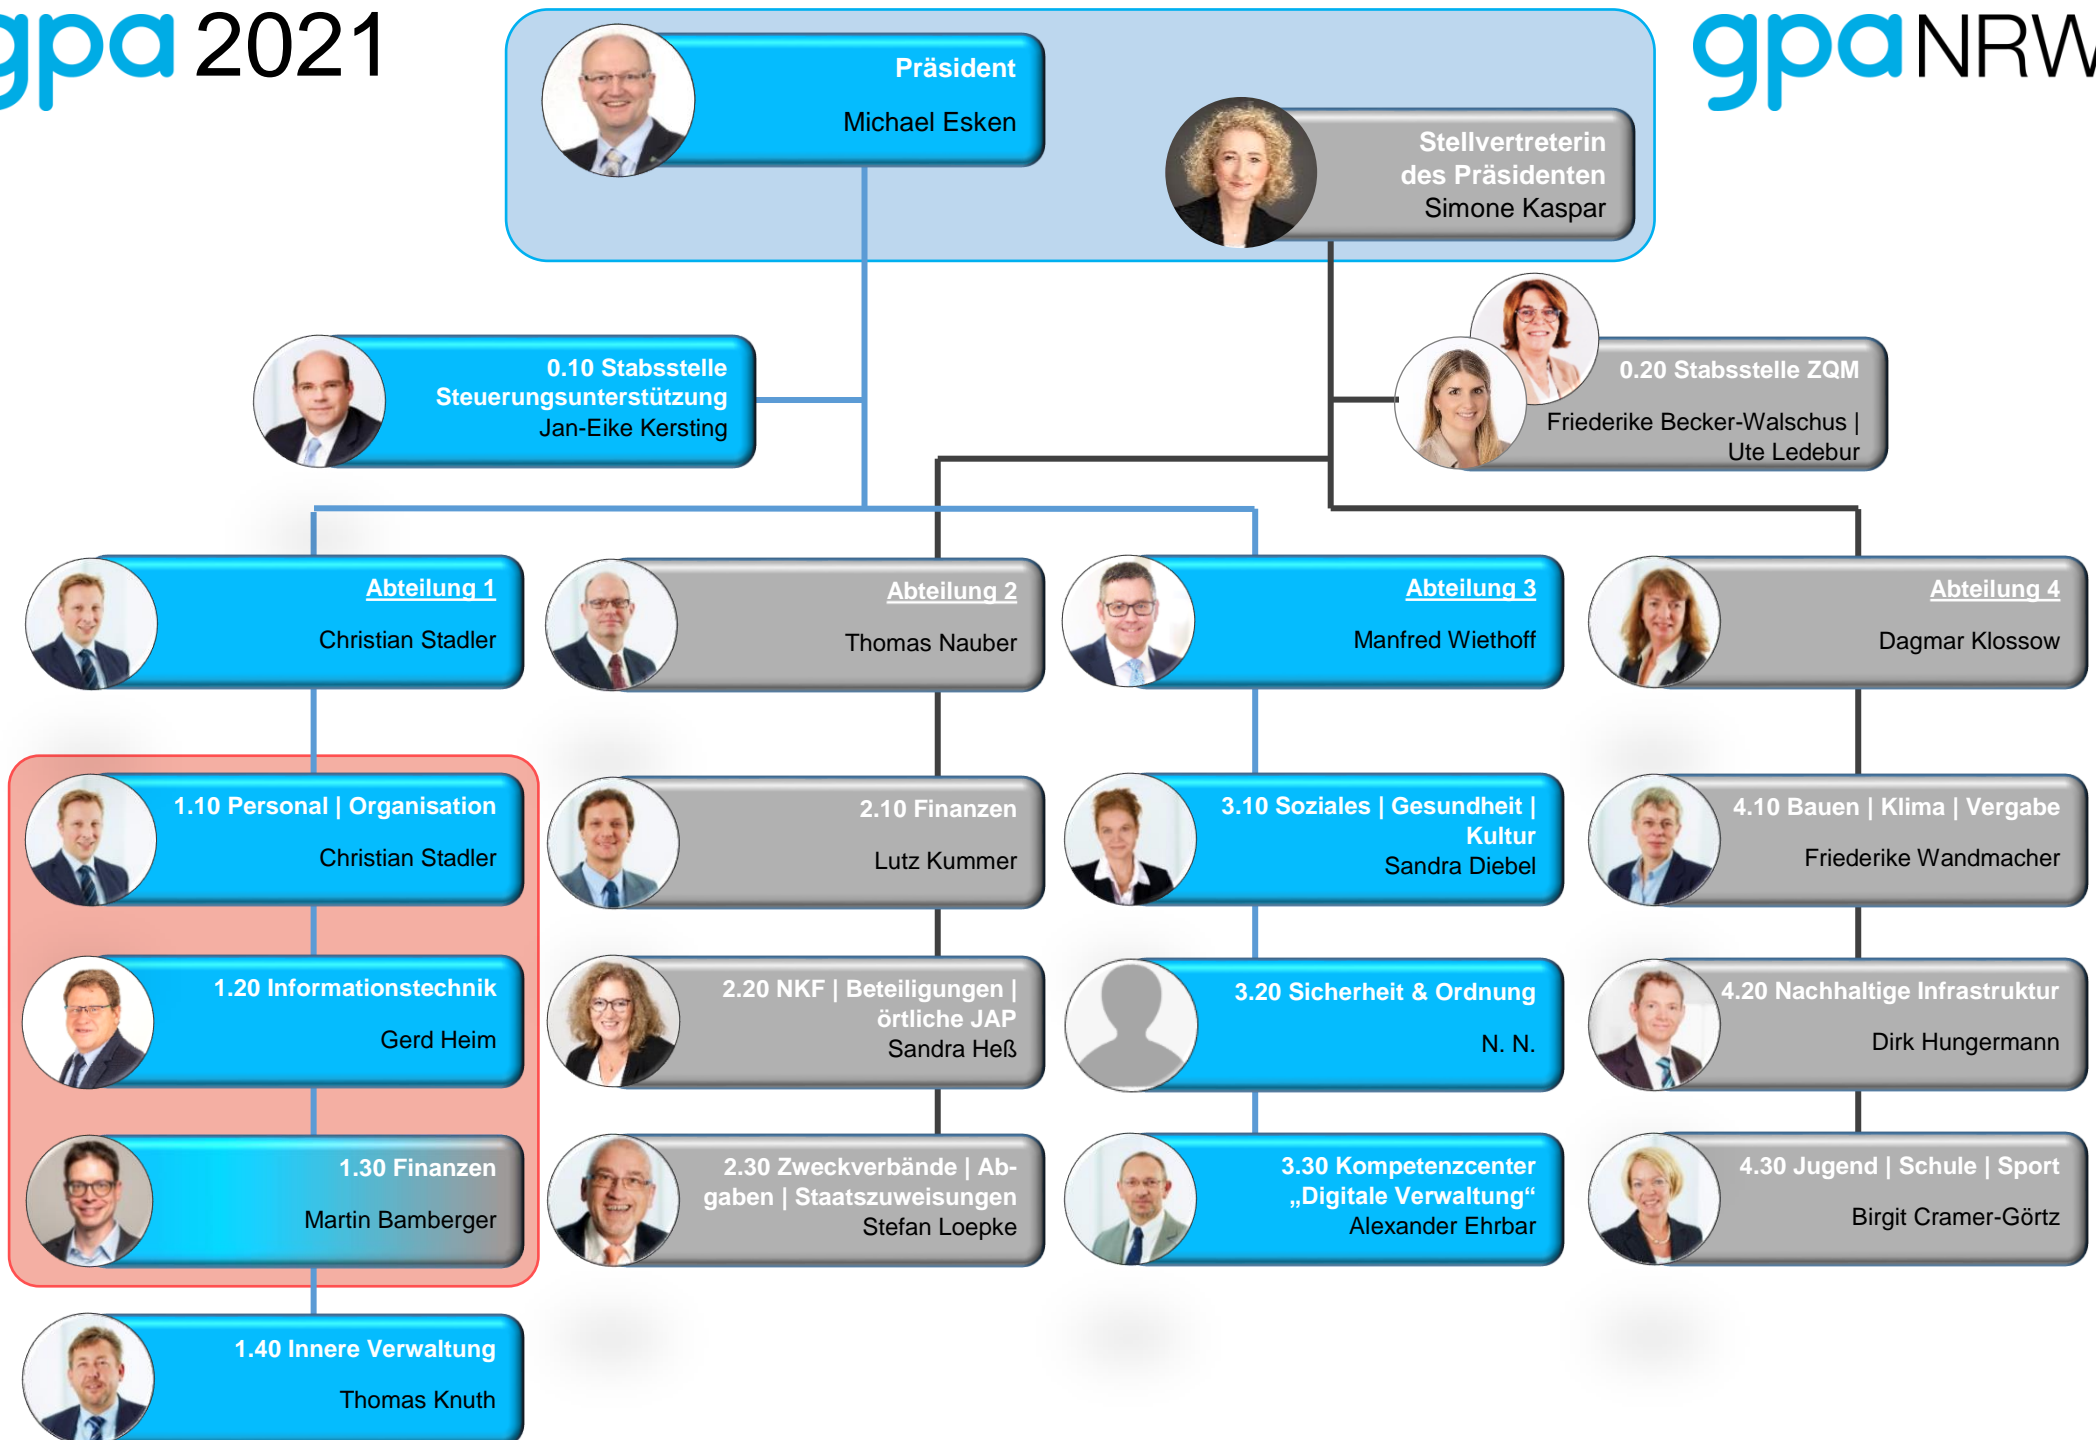 gpa 2021
gpaNRW
Präsident
Michael Esken
Stellvertreterin
des Präsidenten
Simone Kaspar
0.10 Stabsstelle
Steuerungsunterstützung
Jan-Eike Kersting
0.20 Stabsstelle ZQM
Friederike Becker-Walschus |
Ute Ledebur
Abteilung 1
Christian Stadler
Abteilung 2
Thomas Nauber
Abteilung 3
Manfred Wiethoff
Abteilung 4
Dagmar Klossow
1.10 Personal | Organisation
Christian Stadler
2.10 Finanzen
Lutz Kummer
3.10 Soziales | Gesundheit |
Kultur
Sandra Diebel
4.10 Bauen | Klima | Vergabe
Friederike Wandmacher
1.20 Informationstechnik
Gerd Heim
2.20 NKF | Beteiligungen |
örtliche JAP
Sandra Heß
3.20 Sicherheit & Ordnung
N. N.
4.20 Nachhaltige Infrastruktur
Dirk Hungermann
1.30 Finanzen
Martin Bamberger
2.30 Zweckverbände | Ab-
gaben | Staatszuweisungen
Stefan Loepke
3.30 Kompetenzcenter
„Digitale Verwaltung“
Alexander Ehrbar
4.30 Jugend | Schule | Sport
Birgit Cramer-Görtz
1.40 Innere Verwaltung
Thomas Knuth